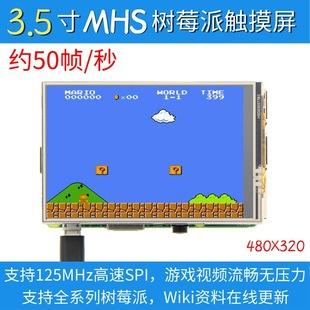 3.5寸MHS树莓派触摸屏
约50帧/秒
MARIO WORLD TIME
000000 ×00 1-1 399
480X320
支持125MHz高速SPI，游戏视频流畅无压力
支持全系列树莓派，Wiki资料在线更新